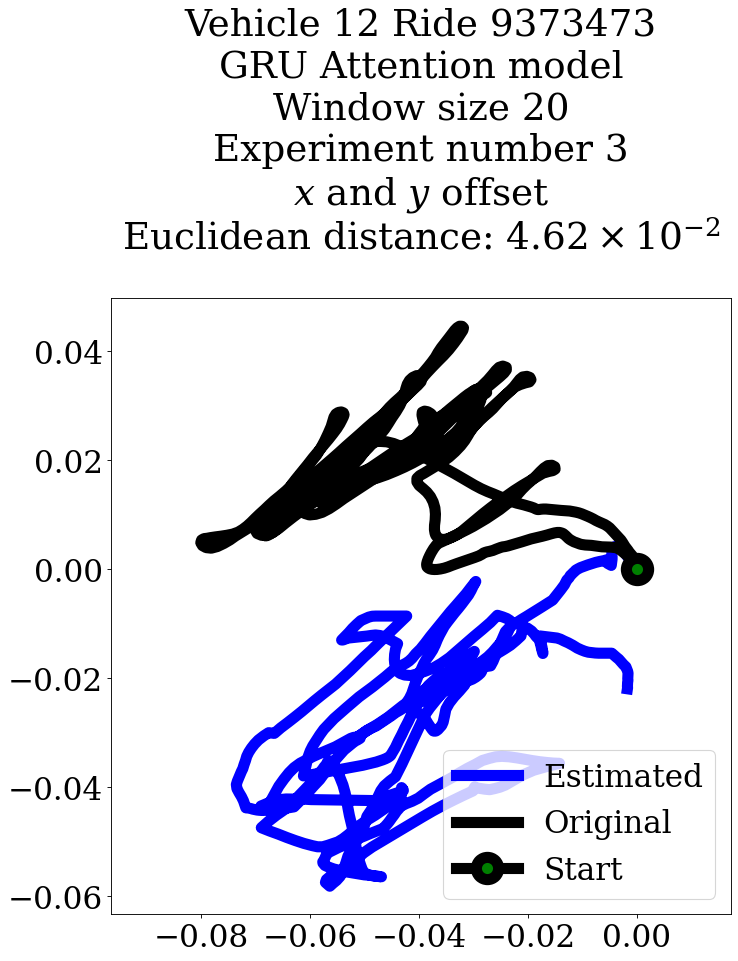 Vehicle 12 Ride 9373473
GRU Attention model
Window size 20
Experiment number 3
x and y offset
Euclidean distance: 4.62 × 10⁻²
0.04
0.02
0.00
−0.02
−0.04
−0.06
Estimated
Original
Start
−0.08 −0.06 −0.04 −0.02 0.00